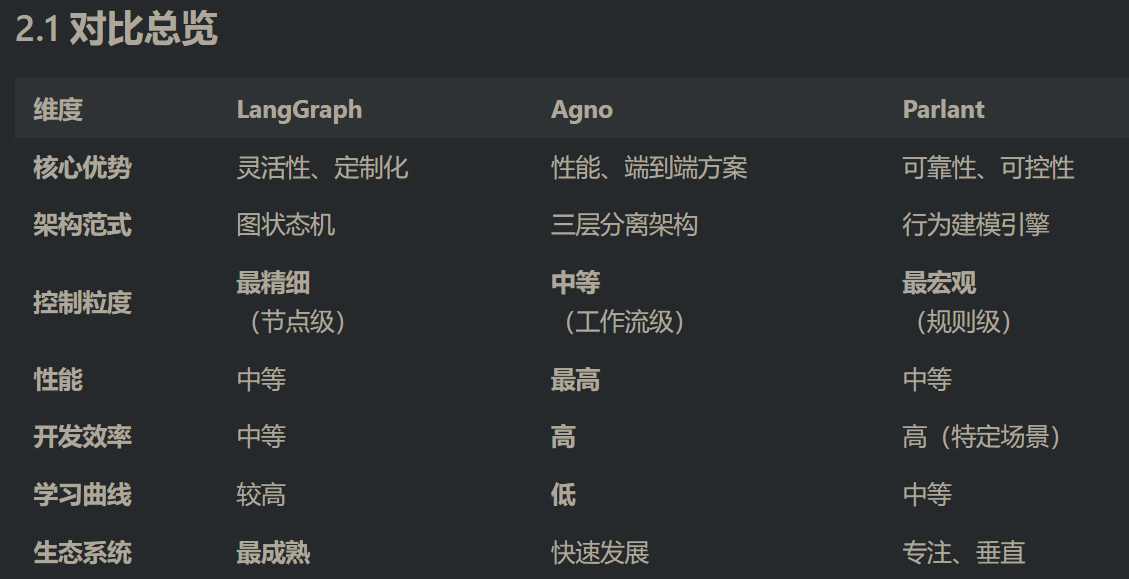 2.1 对比总览
维度 LangGraph Agno Parlant
核心优势 灵活性、定制化 性能、端到端方案 可靠性、可控性
架构范式 图状态机 三层分离架构 行为建模引擎
控制粒度 最精细 中等 最宏观
（节点级） （工作流级） （规则级）
性能 中等 最高 中等
开发效率 中等 高 高（特定场景）
学习曲线 较高 低 中等
生态系统 最成熟 快速发展 专注、垂直